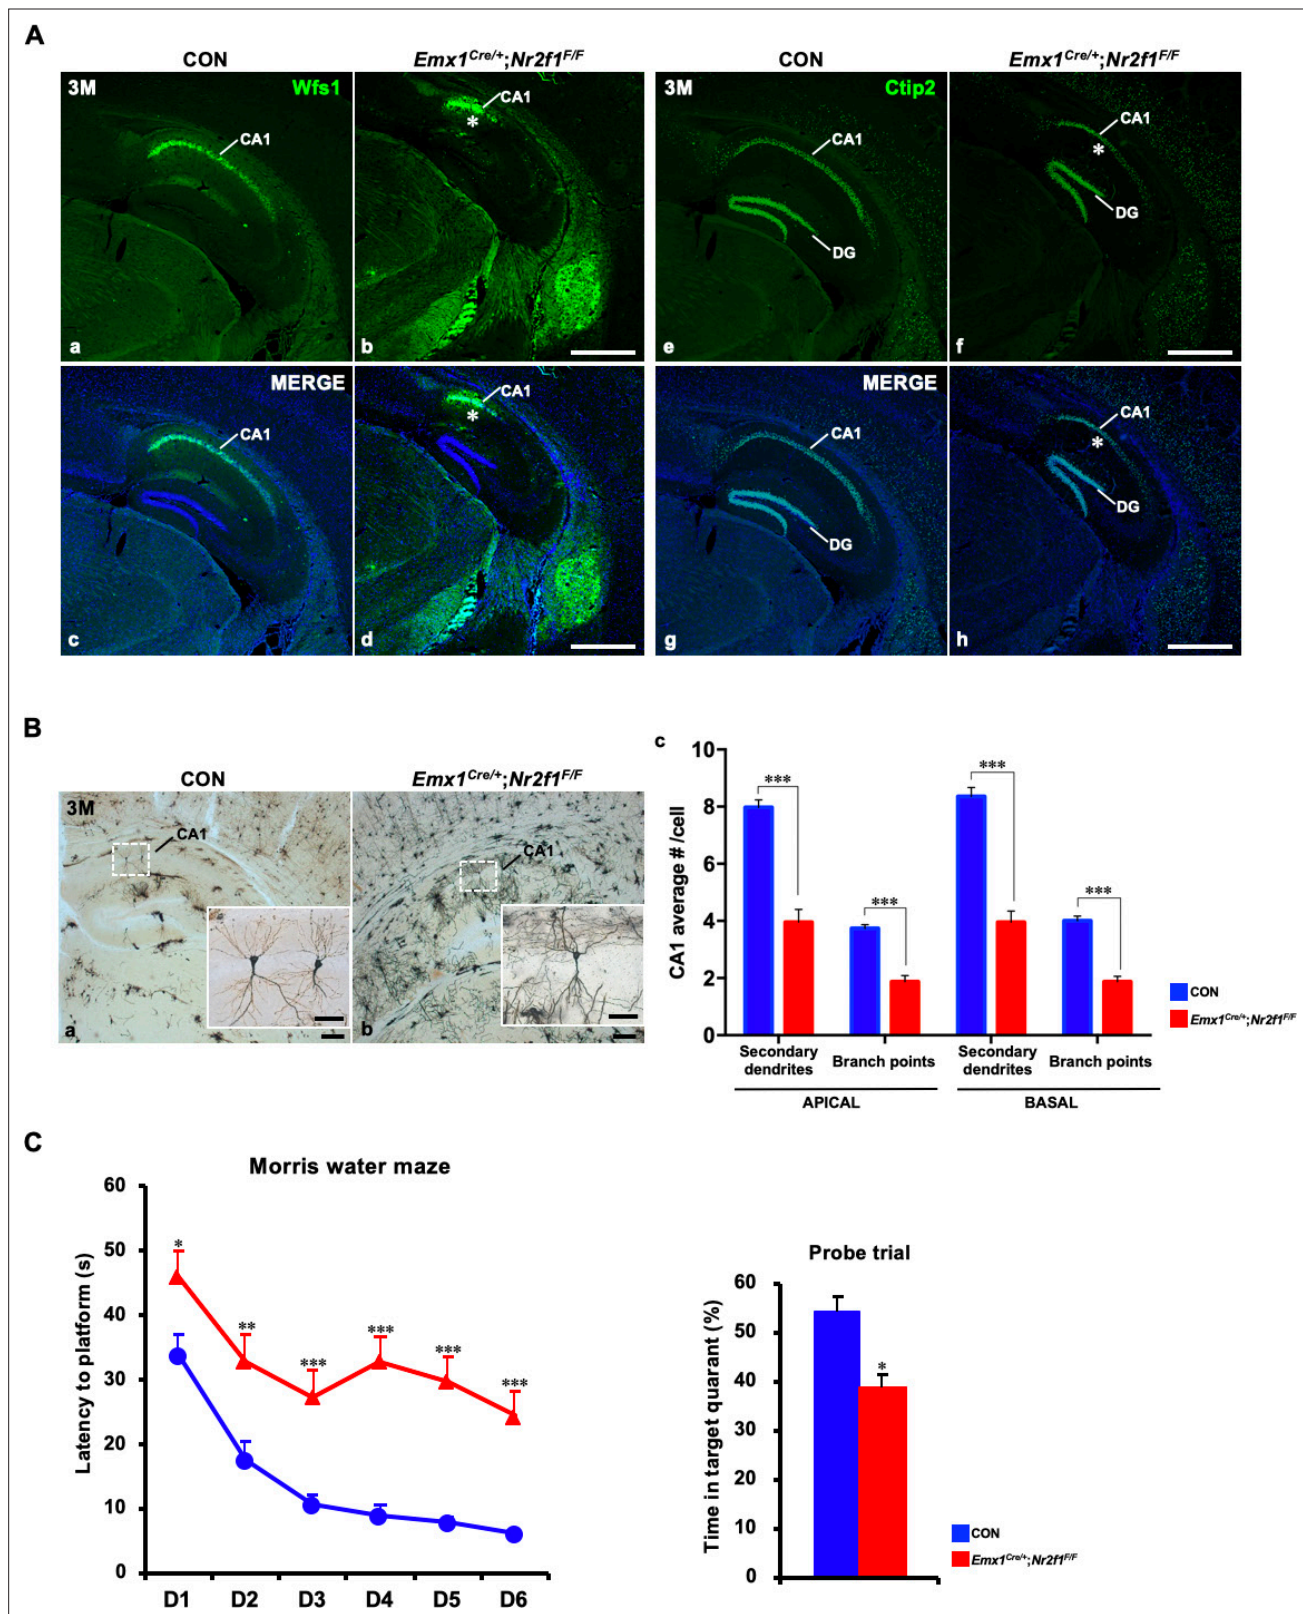 A
CON
Emx1Cre/+;Nr2f1F/F
CON
Emx1Cre/+;Nr2f1F/F
3M
Wfs1
CA1
a
CA1
*
b
3M
Ctip2
CA1
DG
e
CA1
*
DG
f
MERGE
CA1
c
CA1
*
d
MERGE
CA1
DG
g
CA1
*
DG
h
B
CON
Emx1Cre/+;Nr2f1F/F
3M
CA1
a
CA1
b
c
CA1 average # /cell
10
8
6
4
2
0
***
***
***
***
Secondary
dendrites
Branch points
Secondary
dendrites
Branch points
APICAL
BASAL
CON
Emx1Cre/+;Nr2f1F/F
C
Morris water maze
Latency to platform (s)
60
50
40
30
20
10
0
*
**
***
***
***
***
D1
D2
D3
D4
D5
D6
Probe trial
Time in target quarant (%)
60
50
40
30
20
10
0
*
CON
Emx1Cre/+;Nr2f1F/F